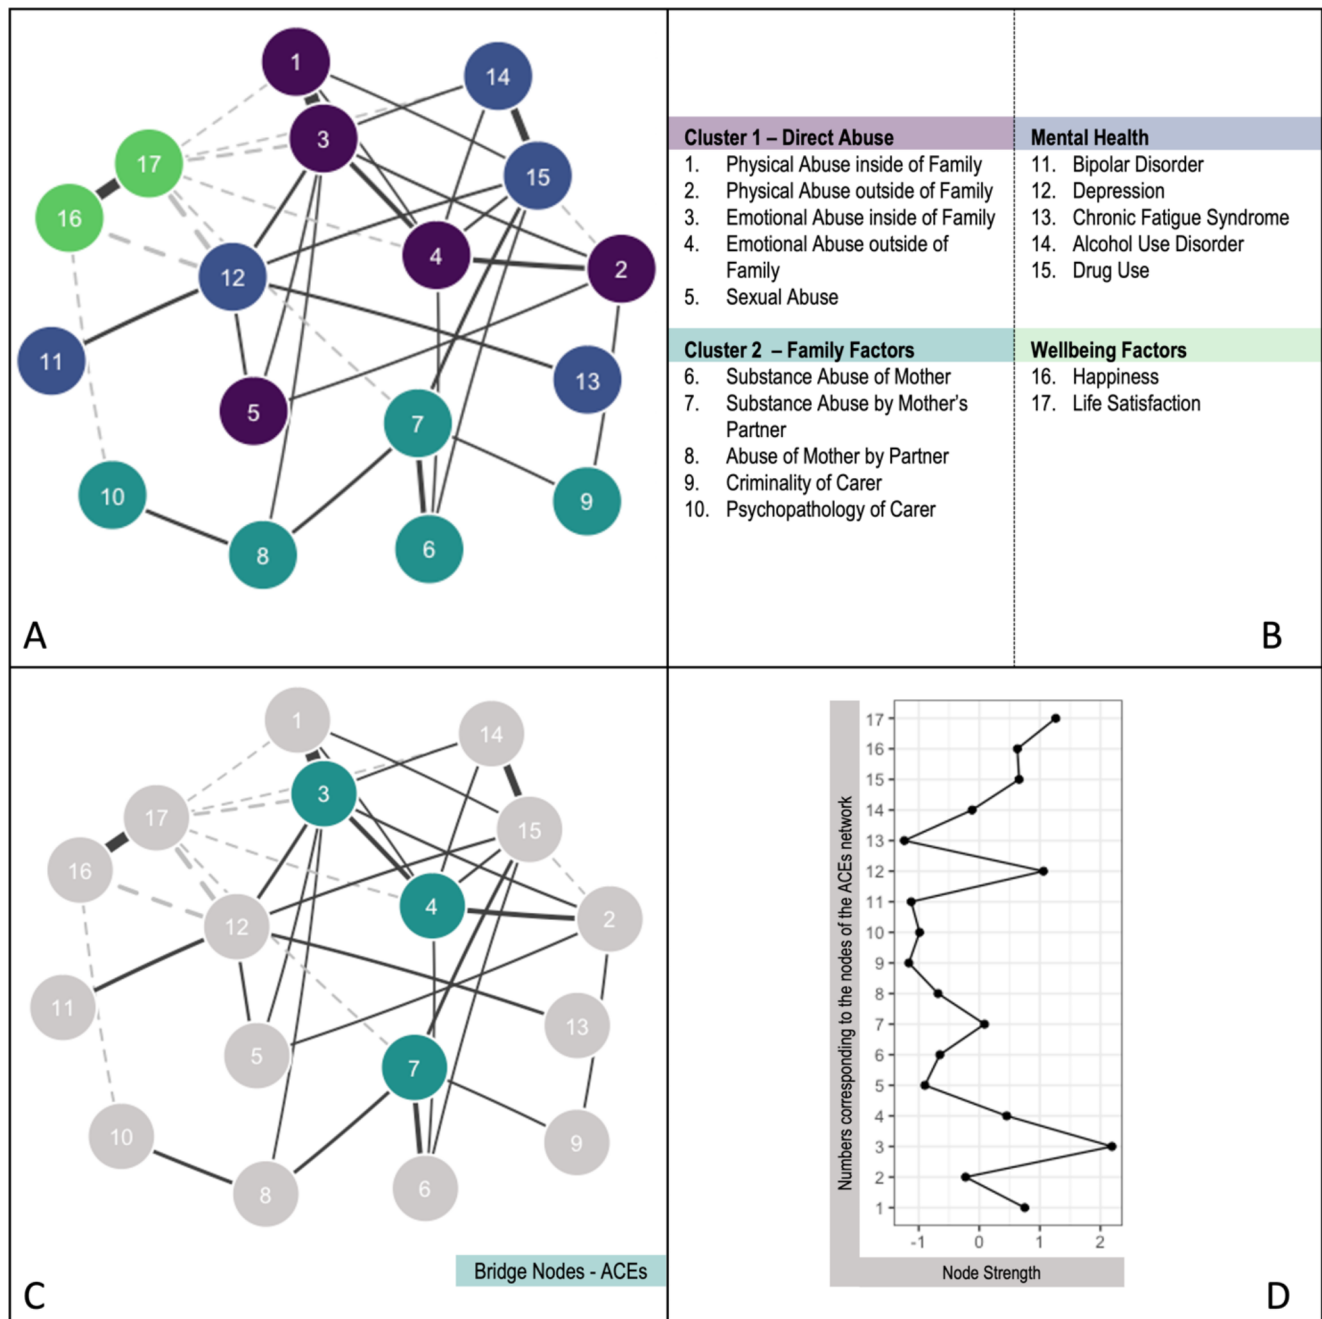 1
14
3
17
15
16
4
2
12
11
13
5
7
10
9
8
6
A
Cluster 1 – Direct Abuse
1. Physical Abuse inside of Family
2. Physical Abuse outside of Family
3. Emotional Abuse inside of Family
4. Emotional Abuse outside of
Family
5. Sexual Abuse
Mental Health
11. Bipolar Disorder
12. Depression
13. Chronic Fatigue Syndrome
14. Alcohol Use Disorder
15. Drug Use
Cluster 2 – Family Factors
6. Substance Abuse of Mother
7. Substance Abuse by Mother's
Partner
8. Abuse of Mother by Partner
9. Criminality of Carer
10. Psychopathology of Carer
Wellbeing Factors
16. Happiness
17. Life Satisfaction
B
1
14
3
17
15
16
4
2
12
11
13
5
7
10
9
8
6
Bridge Nodes - ACEs
C
Numbers corresponding to the nodes of the ACEs network
17
16
15
14
13
12
11
10
9
8
7
6
5
4
3
2
1
-1 0 1 2
Node Strength
D